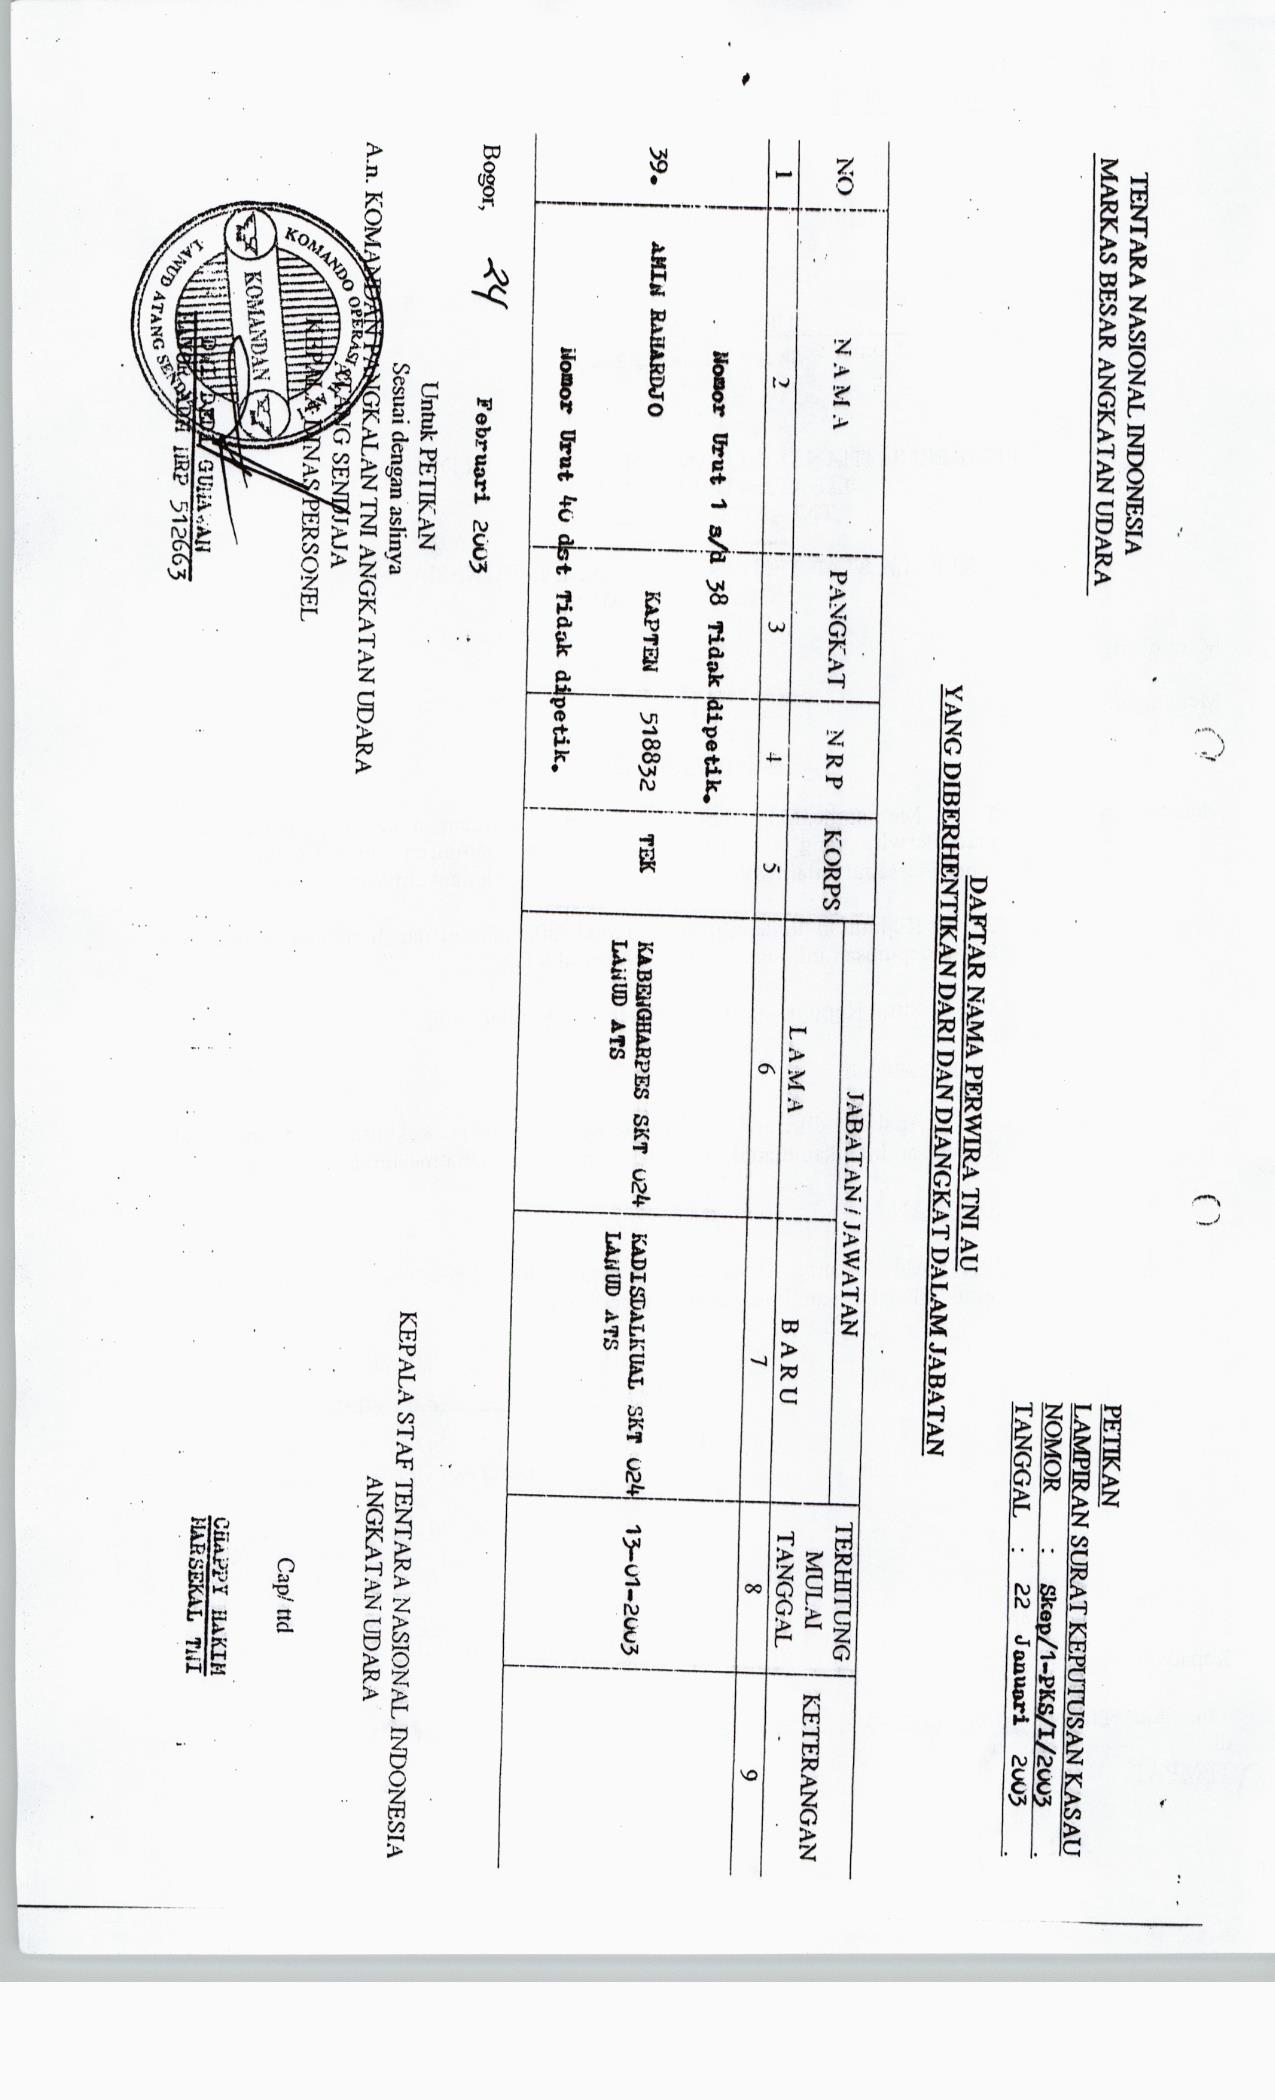 TENTARA NASIONAL INDONESIA
MARKAS BESAR ANGKATAN UDARA
PETIKAN
LAMPIRAN SURAT KEPUTUSAN KASAU
NOMOR : Skep/1-PKS/I/2003
TANGGAL : 22 Januari 2003
DAFTAR NAMA PERWIRA TNI AU
YANG DIBERHENTIKAN DARI DAN DIANGKAT DALAM JABATAN
NO NAMA PANGKAT NRP KORPS JABATAN / JAWATAN TERHITUNG MULAI TANGGAL KETERANGAN
LAMA BARU
1 2 3 4 5 6 7 8 9
Nomor Urut 1 s/d 38 Tidak dipetik.
39. AMIN RAHARDJO KAPTEN 518832 TEK KABENGHARPES SKT 024 KADISDALKUAL SKT 024 13-01-2003
LANUD ATS LANUD ATS
Nomor Urut 40 dst Tidak dipetik.
Bogor, 24 Februari 2003
Untuk PETIKAN
Sesuai dengan aslinya
A.n. KOMANDAN PANGKALAN TNI ANGKATAN UDARA
ATANG SENDJAJA
KEPALA DINAS PERSONEL
GUNAWAN
NRP 512663
KOMANDO OPERASI
KOMANDAN
LANUD ATANG SENDJAJA
KEPALA STAF TENTARA NASIONAL INDONESIA
ANGKATAN UDARA
Cap/ ttd
CHAPPY HAKIM
MARSEKAL TNI